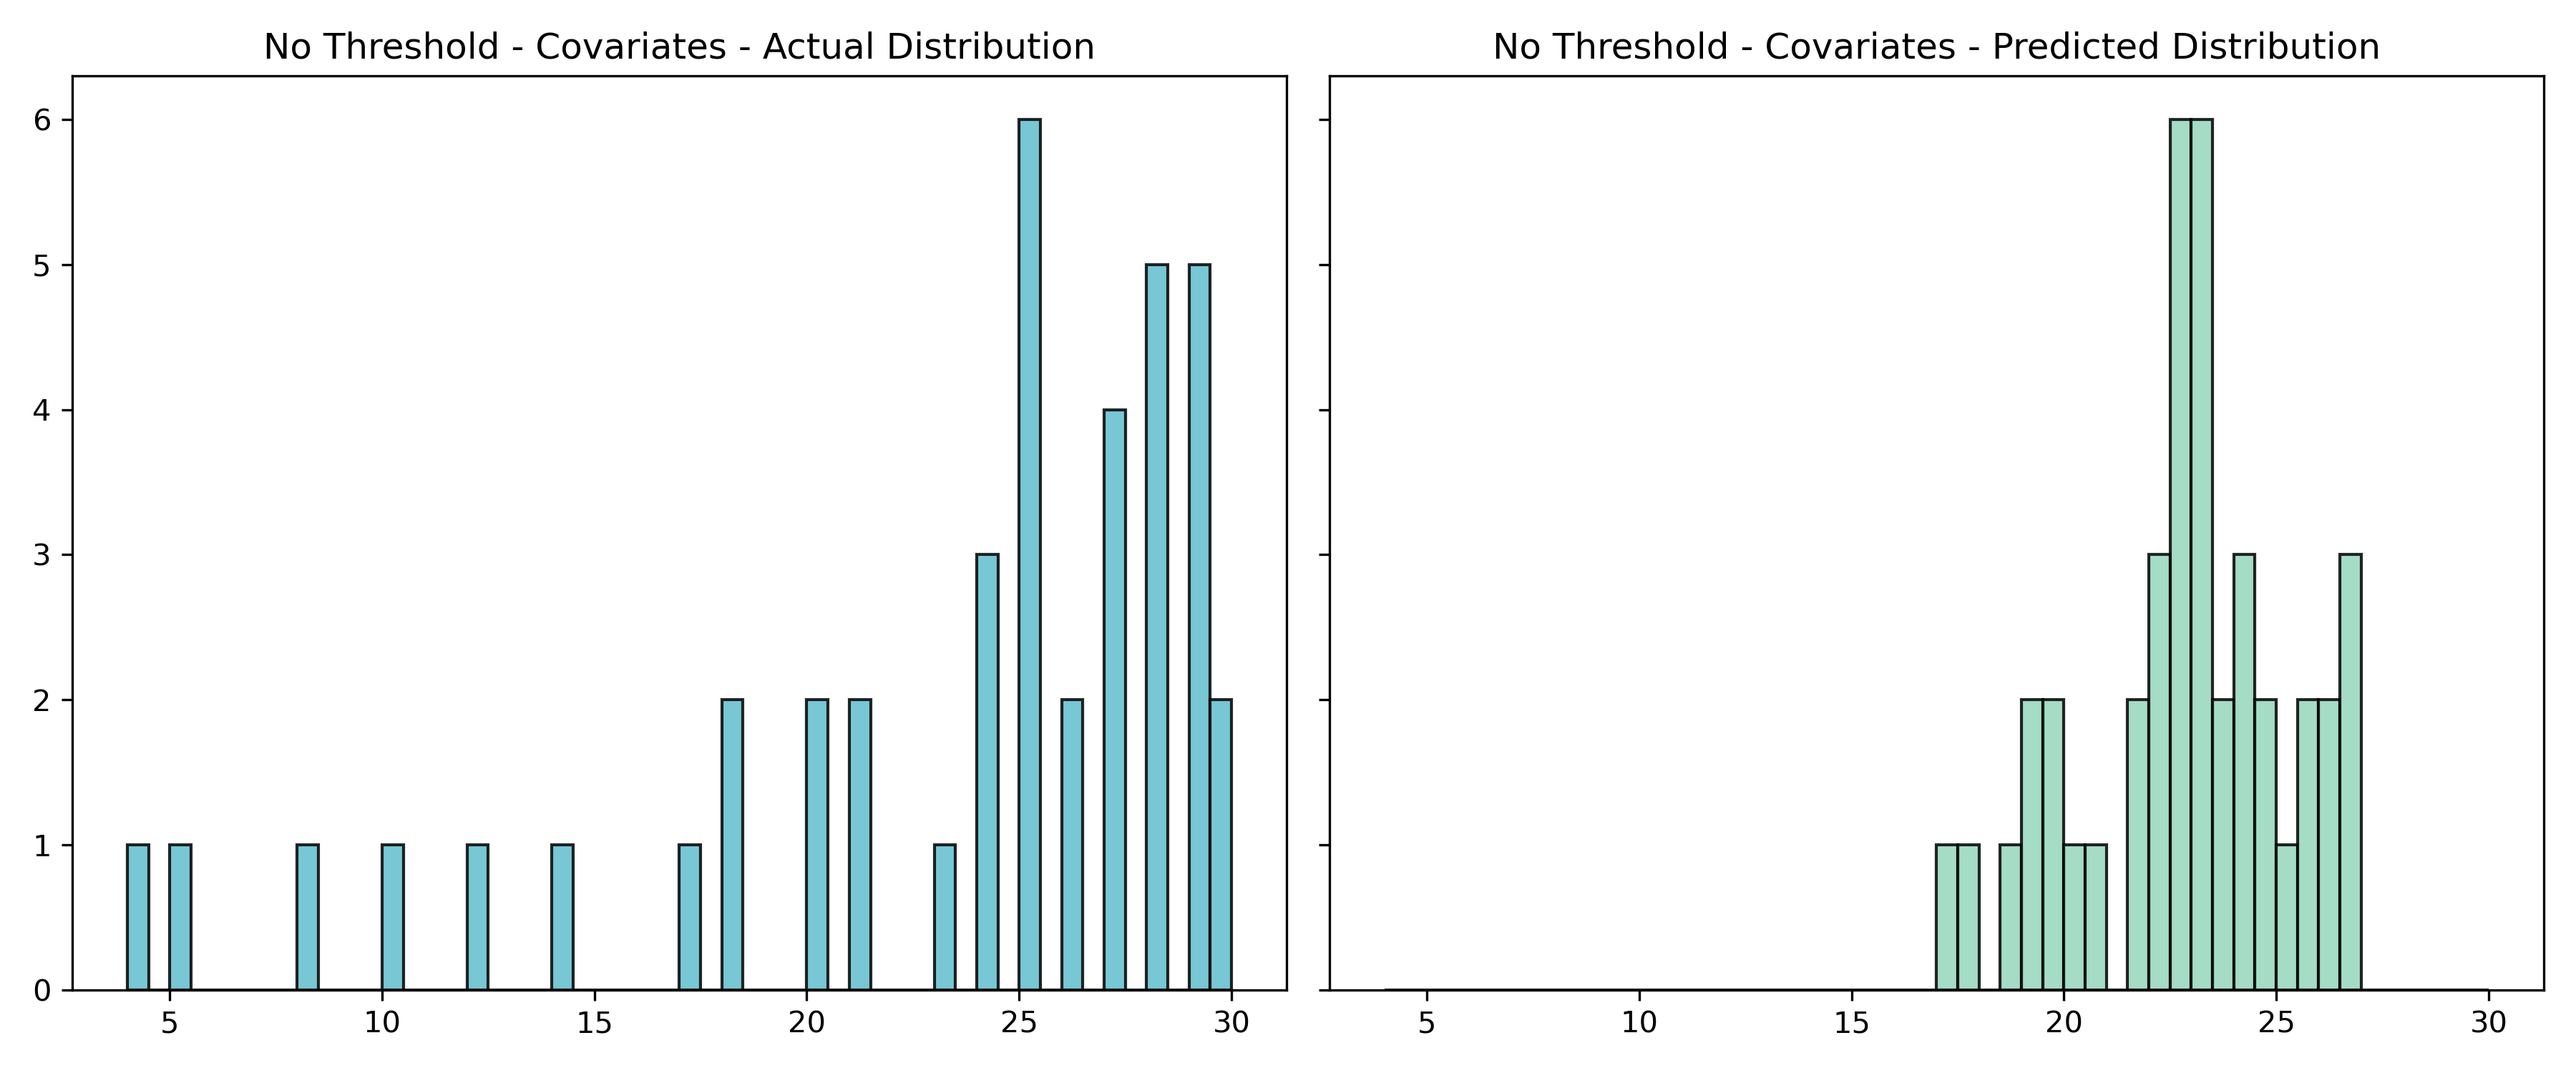 No Threshold - Covariates - Actual Distribution
No Threshold - Covariates - Predicted Distribution
6
5
4
3
2
1
0
5 10 15 20 25 30
5 10 15 20 25 30